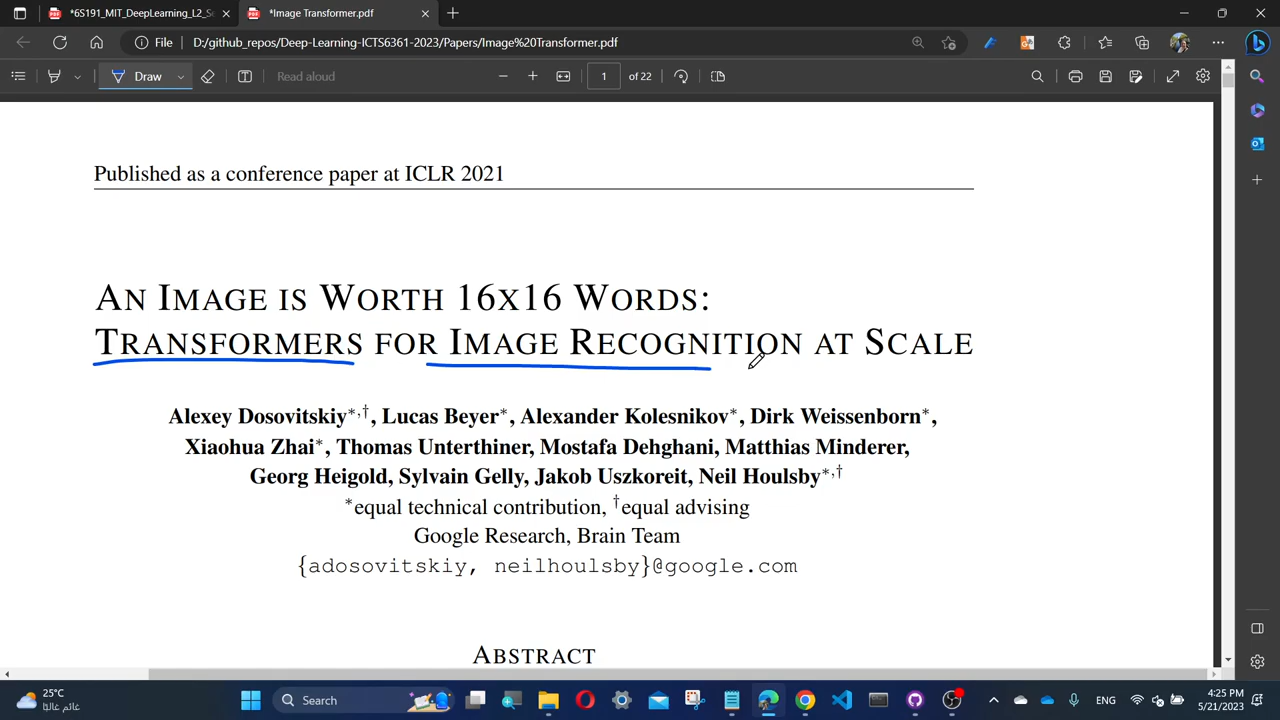 *6S191_MIT_DeepLearning_L2_Se
*Image Transformer.pdf
File
D:/github_repos/Deep-Learning-ICTS6361-2023/Papers/Image%20Transformer.pdf
Draw
Read aloud
1
of 22
Published as a conference paper at ICLR 2021
AN IMAGE IS WORTH 16X16 WORDS:
TRANSFORMERS FOR IMAGE RECOGNITION AT SCALE
Alexey Dosovitskiy*,†, Lucas Beyer*, Alexander Kolesnikov*, Dirk Weissenborn*,
Xiaohua Zhai*, Thomas Unterthiner, Mostafa Dehghani, Matthias Minderer,
Georg Heigold, Sylvain Gelly, Jakob Uszkoreit, Neil Houlsby*,†
*equal technical contribution, †equal advising
Google Research, Brain Team
{adosovitskiy, neilhoulsby}@google.com
ABSTRACT
25°C
غائم غالبًا
Search
ENG
4:25 PM
5/21/2023